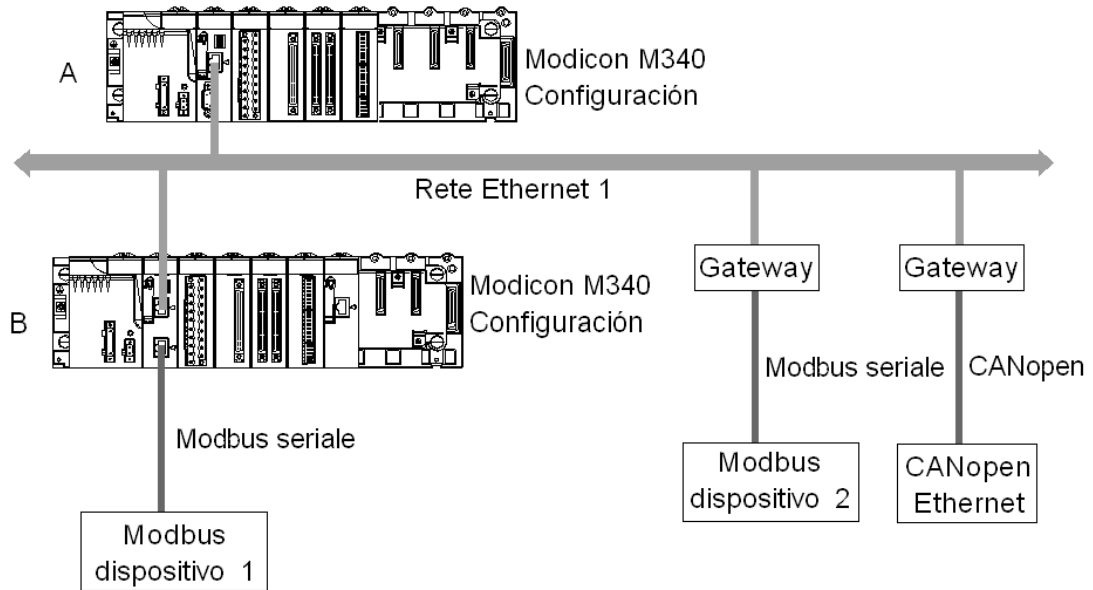 A
Modicon M340
Configuración
Rete Ethernet 1
B
Modicon M340
Configuración
Gateway
Gateway
Modbus seriale
CANopen
Modbus seriale
Modbus
dispositivo 2
CANopen
Ethernet
Modbus
dispositivo 1